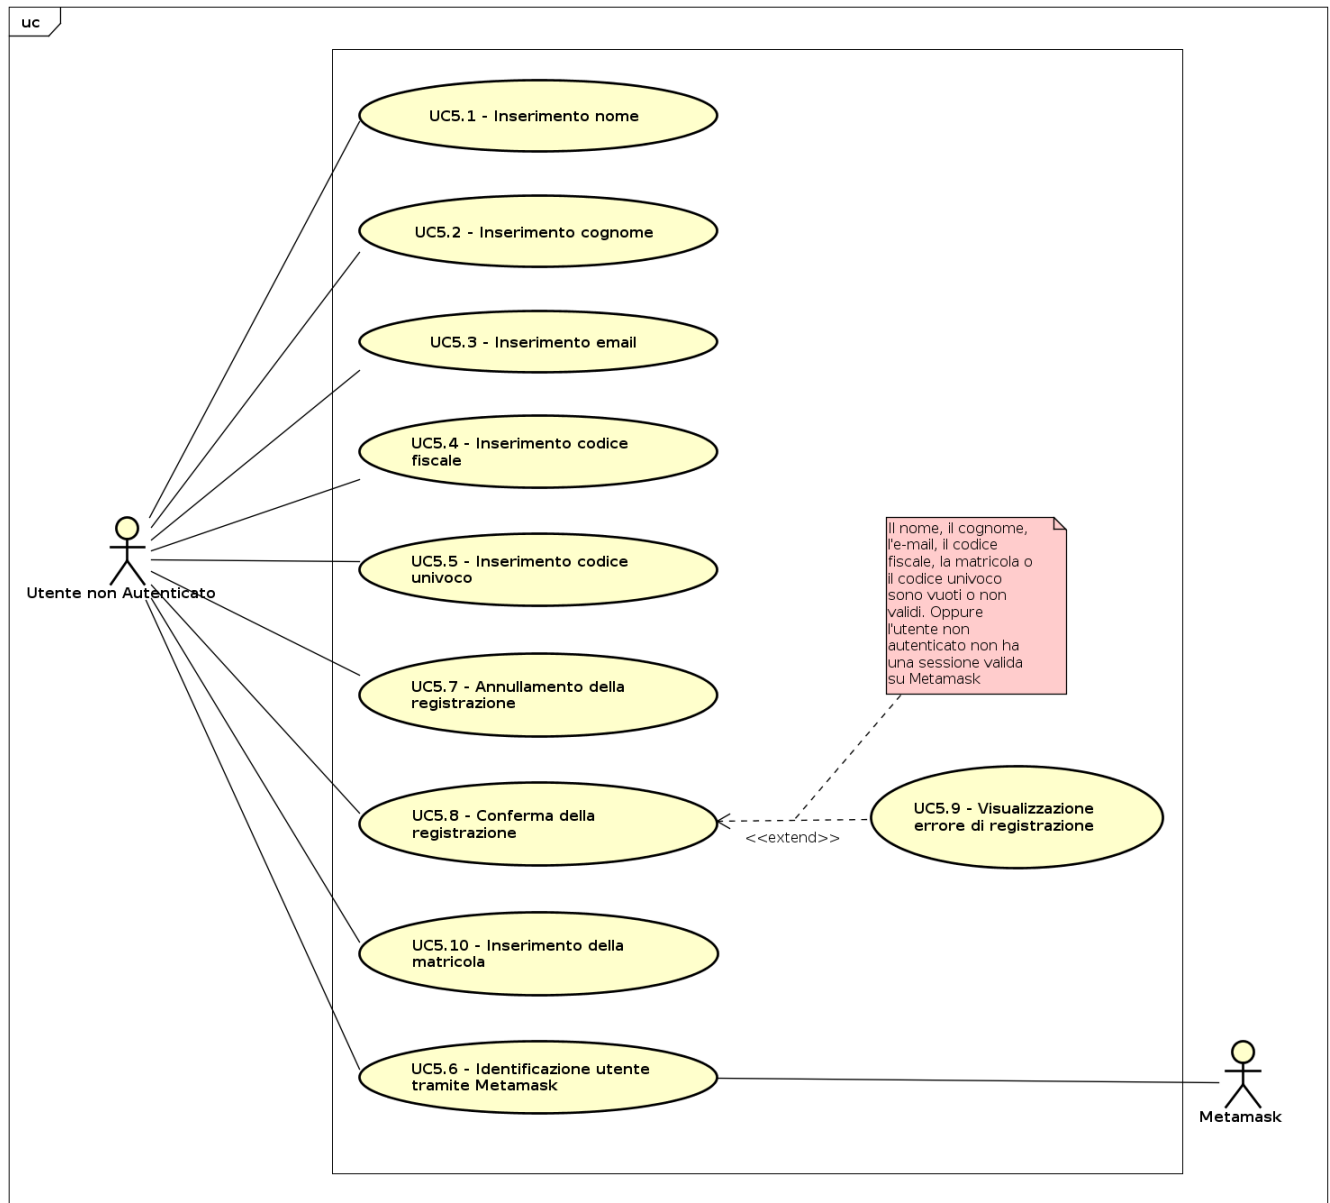 uc
UC5.1 - Inserimento nome
UC5.2 - Inserimento cognome
UC5.3 - Inserimento email
UC5.4 - Inserimento codice
fiscale
UC5.5 - Inserimento codice
univoco
Il nome, il cognome,
l'e-mail, il codice
fiscale, la matricola o
il codice univoco
sono vuoti o non
validi. Oppure
l'utente non
autenticato non ha
una sessione valida
su Metamask
Utente non Autenticato
UC5.7 - Annullamento della
registrazione
UC5.8 - Conferma della
registrazione
<<extend>>
UC5.9 - Visualizzazione
errore di registrazione
UC5.10 - Inserimento della
matricola
UC5.6 - Identificazione utente
tramite Metamask
Metamask